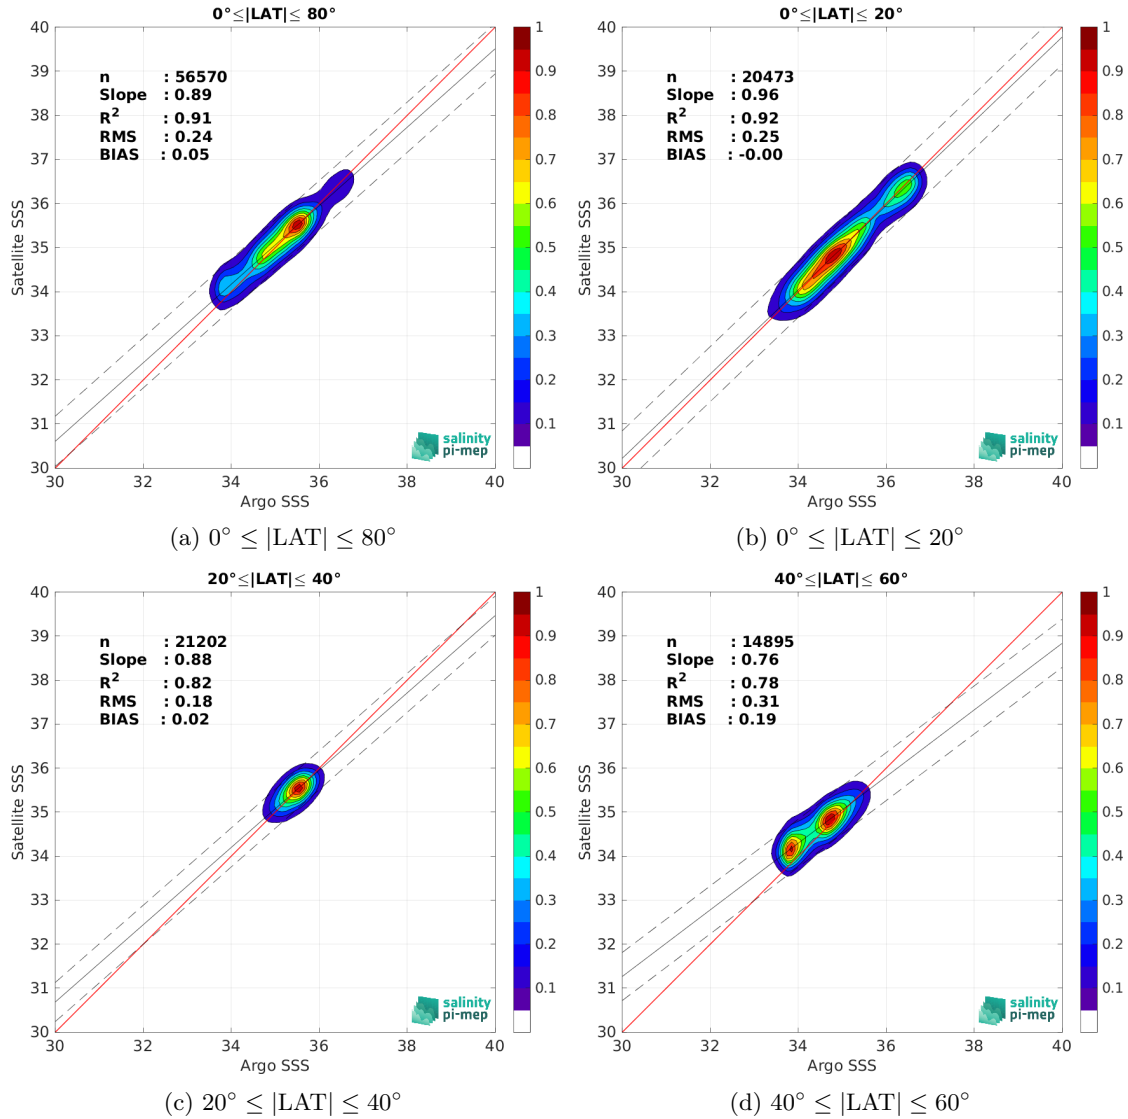 0°≤|LAT|≤ 80°
n : 56570
Slope : 0.89
R² : 0.91
RMS : 0.24
BIAS : 0.05
40
39
38
37
36
35
34
33
32
31
30
Satellite SSS
30 32 34 36 38 40
Argo SSS
salinity
pi-mep
1
0.9
0.8
0.7
0.6
0.5
0.4
0.3
0.2
0.1
(a) 0° ≤ |LAT| ≤ 80°
0°≤|LAT|≤ 20°
n : 20473
Slope : 0.96
R² : 0.92
RMS : 0.25
BIAS : -0.00
40
39
38
37
36
35
34
33
32
31
30
Satellite SSS
30 32 34 36 38 40
Argo SSS
salinity
pi-mep
1
0.9
0.8
0.7
0.6
0.5
0.4
0.3
0.2
0.1
(b) 0° ≤ |LAT| ≤ 20°
20°≤|LAT|≤ 40°
n : 21202
Slope : 0.88
R² : 0.82
RMS : 0.18
BIAS : 0.02
40
39
38
37
36
35
34
33
32
31
30
Satellite SSS
30 32 34 36 38 40
Argo SSS
salinity
pi-mep
1
0.9
0.8
0.7
0.6
0.5
0.4
0.3
0.2
0.1
(c) 20° ≤ |LAT| ≤ 40°
40°≤|LAT|≤ 60°
n : 14895
Slope : 0.76
R² : 0.78
RMS : 0.31
BIAS : 0.19
40
39
38
37
36
35
34
33
32
31
30
Satellite SSS
30 32 34 36 38 40
Argo SSS
salinity
pi-mep
1
0.9
0.8
0.7
0.6
0.5
0.4
0.3
0.2
0.1
(d) 40° ≤ |LAT| ≤ 60°